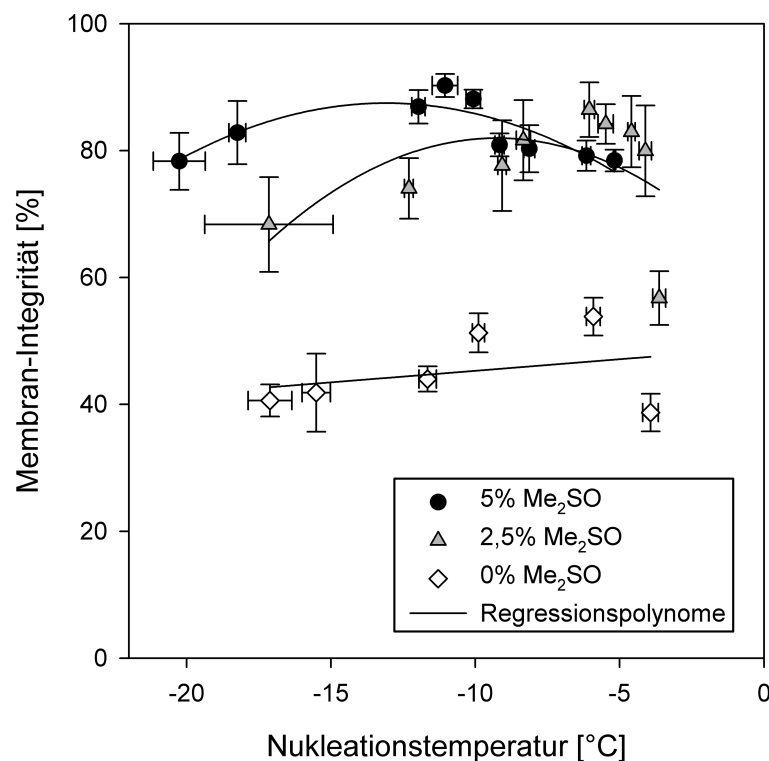 100
80
60
40
20
0
Membran-Integrität [%]
5% Me₂SO
2,5% Me₂SO
0% Me₂SO
Regressionspolynome
-20 -15 -10 -5 0
Nukleationstemperatur [°C]